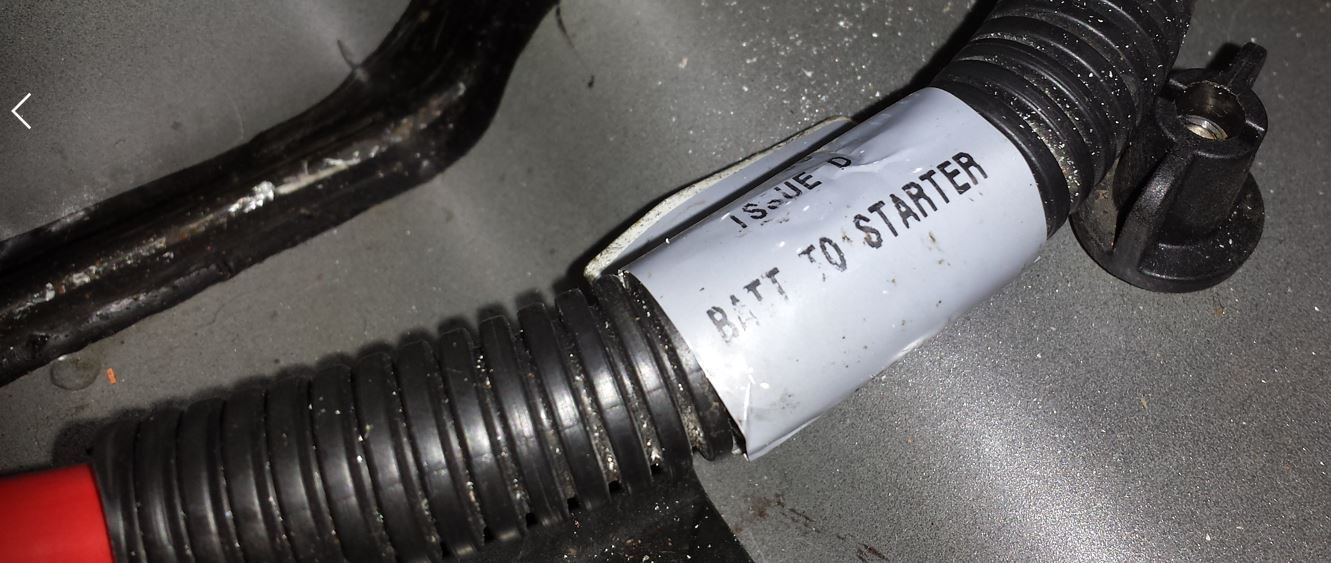 ISSUE D
BATT TO STARTER